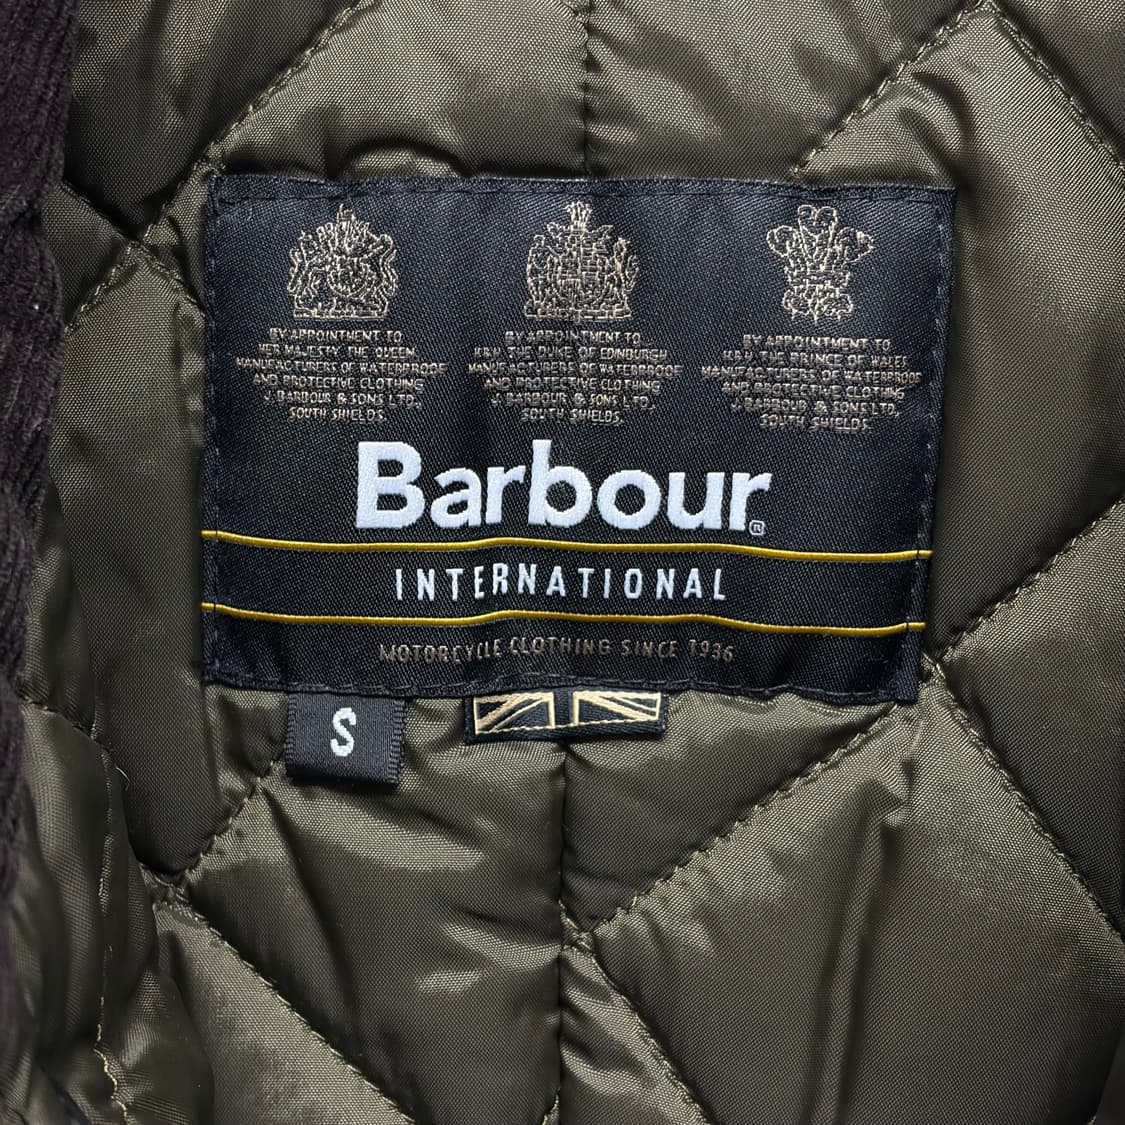 BY APPOINTMENT TO
HER MAJESTY THE QUEEN
MANUFACTURERS OF WATERPROOF
AND PROTECTIVE CLOTHING
J. BARBOUR & SONS LTD.
SOUTH SHIELDS.
BY APPOINTMENT TO
H.R.H. THE DUKE OF EDINBURGH
MANUFACTURERS OF WATERPROOF
AND PROTECTIVE CLOTHING
J. BARBOUR & SONS LTD.
SOUTH SHIELDS.
BY APPOINTMENT TO
H.R.H. THE PRINCE OF WALES
MANUFACTURERS OF WATERPROOF
AND PROTECTIVE CLOTHING
J. BARBOUR & SONS LTD.
SOUTH SHIELDS.
Barbour®
INTERNATIONAL
MOTORCYCLE CLOTHING SINCE 1936
S